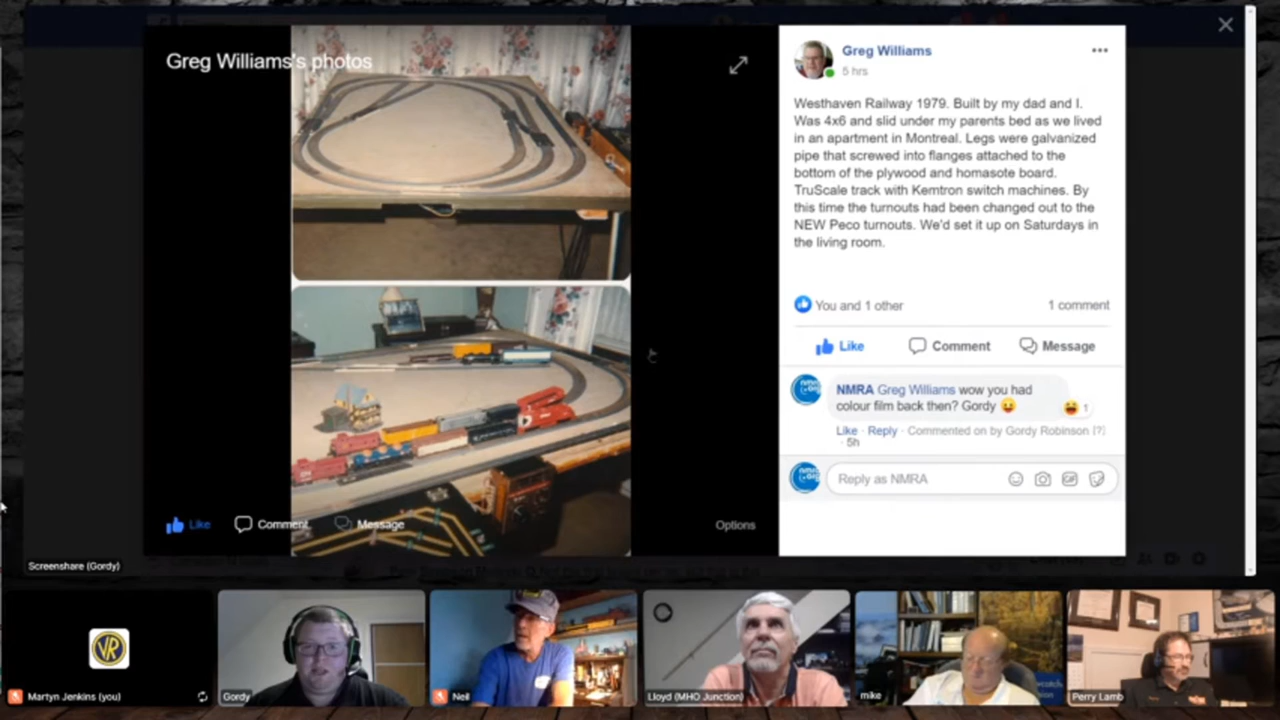 Greg Williams's photos
Greg Williams
5 hrs
Westhaven Railway 1979. Built by my dad and I.
Was 4x6 and slid under my parents bed as we lived
in an apartment in Montreal. Legs were galvanized
pipe that screwed into flanges attached to the
bottom of the plywood and homasote board.
TruScale track with Kemtron switch machines. By
this time the turnouts had been changed out to the
NEW Peco turnouts. We'd set it up on Saturdays in
the living room.
You and 1 other
1 comment
Like
Comment
Message
NMRA Greg Williams wow you had
colour film back then? Gordy
1
Like · Reply · Commented on by Gordy Robinson [?]
· 5h
Reply as NMRA
GIF
Like
Comment
Message
Options
Screenshare (Gordy)
VR
Martyn Jenkins (you)
Gordy
Neil
Lloyd (MHO Junction)
mike
Perry Lamb